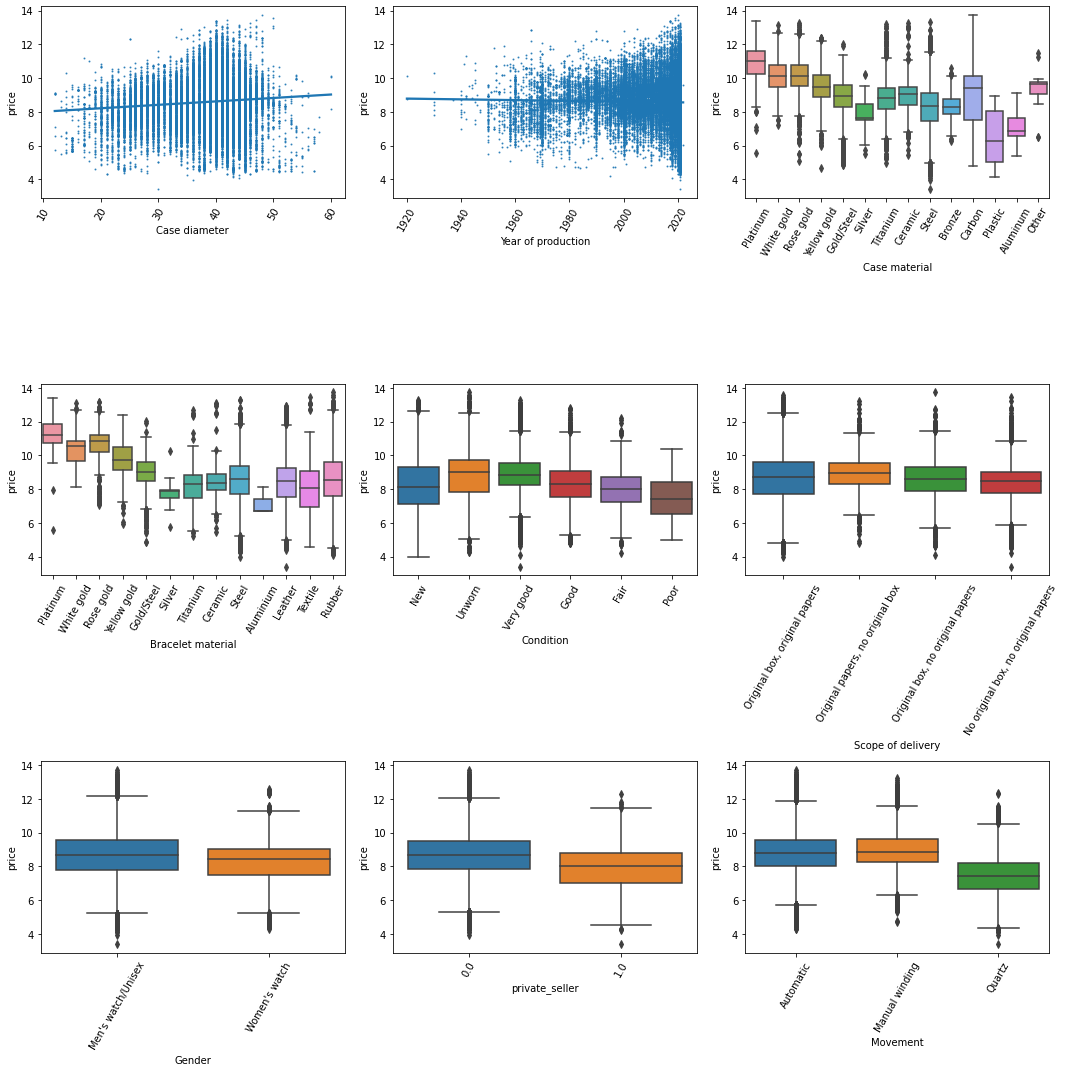 14
12
10
8
6
4
price
10
20
30
40
50
60
Case diameter
14
12
10
8
6
4
price
1920
1940
1960
1980
2000
2020
Year of production
14
12
10
8
6
4
price
Platinum
White gold
Rose gold
Yellow gold
Gold/Steel
Silver
Titanium
Ceramic
Steel
Bronze
Carbon
Plastic
Aluminum
Other
Case material
14
12
10
8
6
4
price
Platinum
White gold
Rose gold
Yellow gold
Gold/Steel
Silver
Titanium
Ceramic
Steel
Aluminium
Leather
Textile
Rubber
Bracelet material
14
12
10
8
6
4
price
New
Unworn
Very good
Good
Fair
Poor
Condition
14
12
10
8
6
4
price
Original box, original papers
Original papers, no original box
Original box, no original papers
No original box, no original papers
Scope of delivery
14
12
10
8
6
4
price
Men's watch/Unisex
Women's watch
Gender
14
12
10
8
6
4
price
0.0
1.0
private_seller
14
12
10
8
6
4
price
Automatic
Manual winding
Quartz
Movement